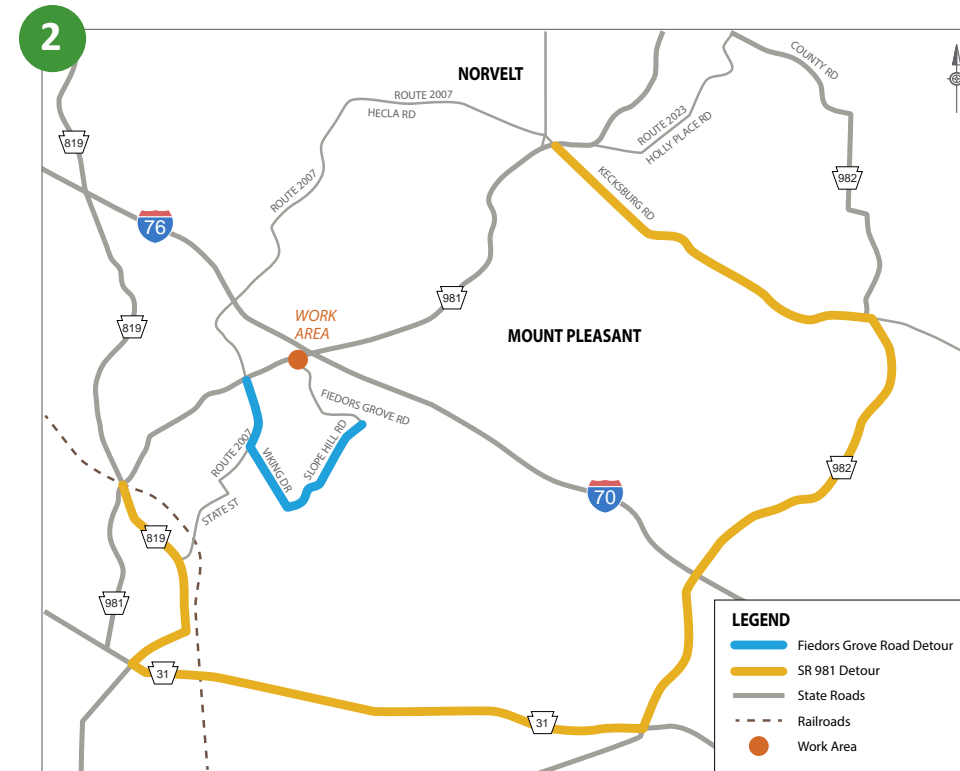 2
NORVELT
COUNTY RD
ROUTE 2007
HECLA RD
ROUTE 2023
HOLLY PLACE RD
819
ROUTE 2007
KECKSBURG RD
982
76
981
819
WORK
AREA
MOUNT PLEASANT
FIEDORS GROVE RD
ROUTE 2007
VIKING DR
SLOPE HILL RD
982
70
STATE ST
819
981
31
31
LEGEND
Fiedors Grove Road Detour
SR 981 Detour
State Roads
Railroads
Work Area